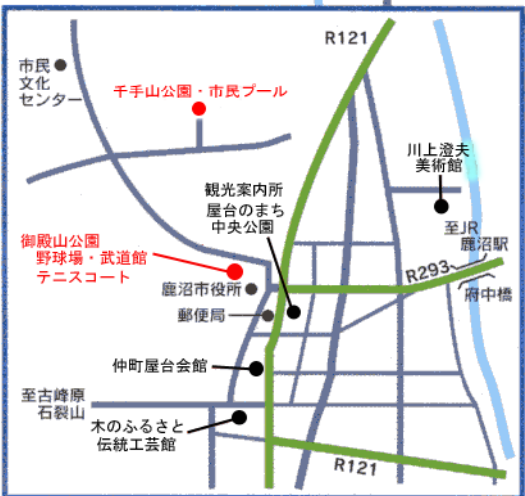 R121
市民
文化
センター
千手山公園・市民プール
川上澄夫
美術館
観光案内所
屋台のまち
中央公園
至JR
鹿沼駅
御殿山公園
野球場・武道館
テニスコート
R293
府中橋
鹿沼市役所
郵便局
仲町屋台会館
至古峰原
石裂山
木のふるさと
伝統工芸館
R121